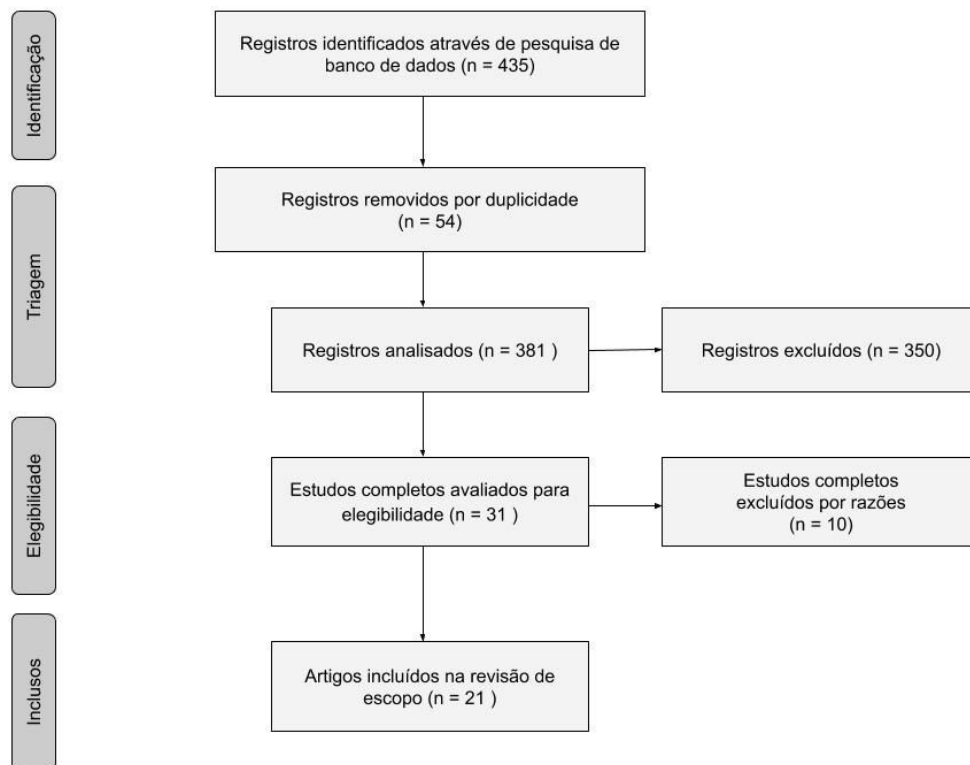 Identificação
Registros identificados através de pesquisa de
banco de dados (n = 435)
Triagem
Registros removidos por duplicidade
(n = 54)
Registros analisados (n = 381 )
Registros excluídos (n = 350)
Elegibilidade
Estudos completos avaliados para
elegibilidade (n = 31 )
Estudos completos
excluídos por razões
(n = 10)
Inclusos
Artigos incluídos na revisão de
escopo (n = 21 )